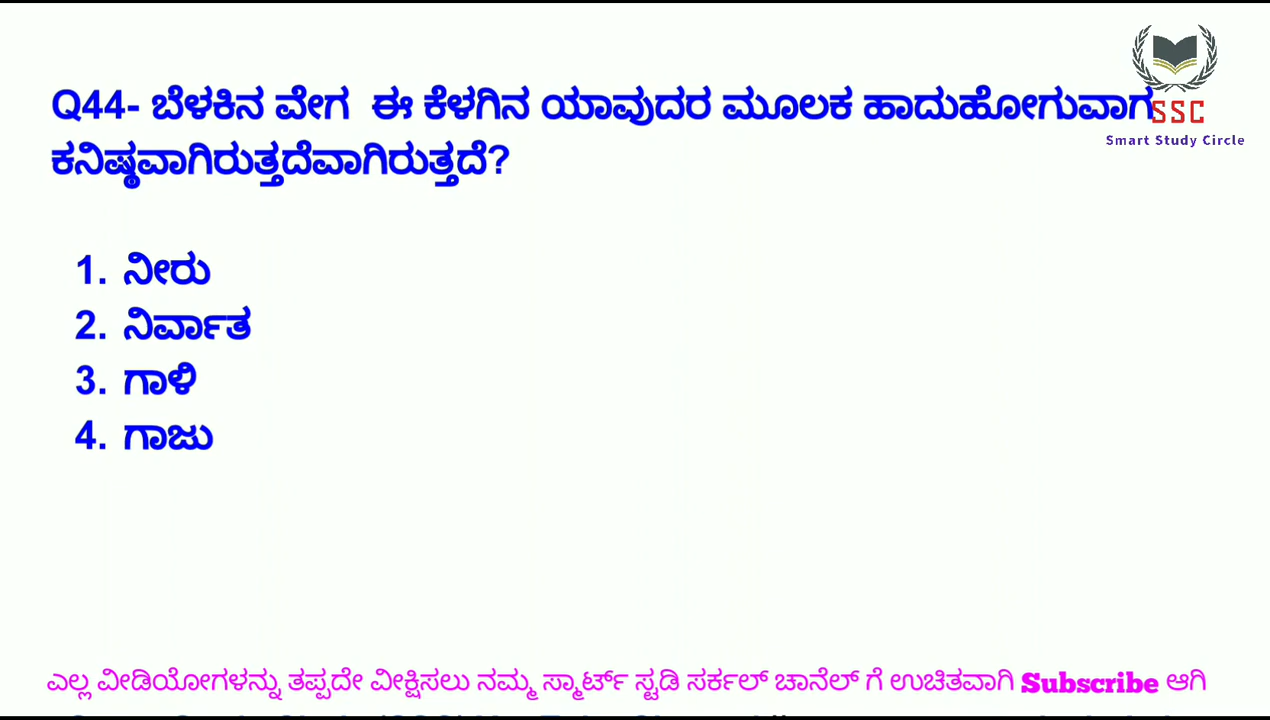 Q44- ಬೆಳಕಿನ ವೇಗ ಈ ಕೆಳಗಿನ ಯಾವುದರ ಮೂಲಕ ಹಾದುಹೋಗುವಾಗ
ಕನಿಷ್ಠವಾಗಿರುತ್ತದೆವಾಗಿರುತ್ತದೆ?
SSC
Smart Study Circle
1. ನೀರು
2. ನಿರ್ವಾತ
3. ಗಾಳಿ
4. ಗಾಜು
ಎಲ್ಲ ವೀಡಿಯೋಗಳನ್ನು ತಪ್ಪದೇ ವೀಕ್ಷಿಸಲು ನಮ್ಮ ಸ್ಮಾರ್ಟ್ ಸ್ಟಡಿ ಸರ್ಕಲ್ ಚಾನೆಲ್ ಗೆ ಉಚಿತವಾಗಿ Subscribe ಆಗಿ